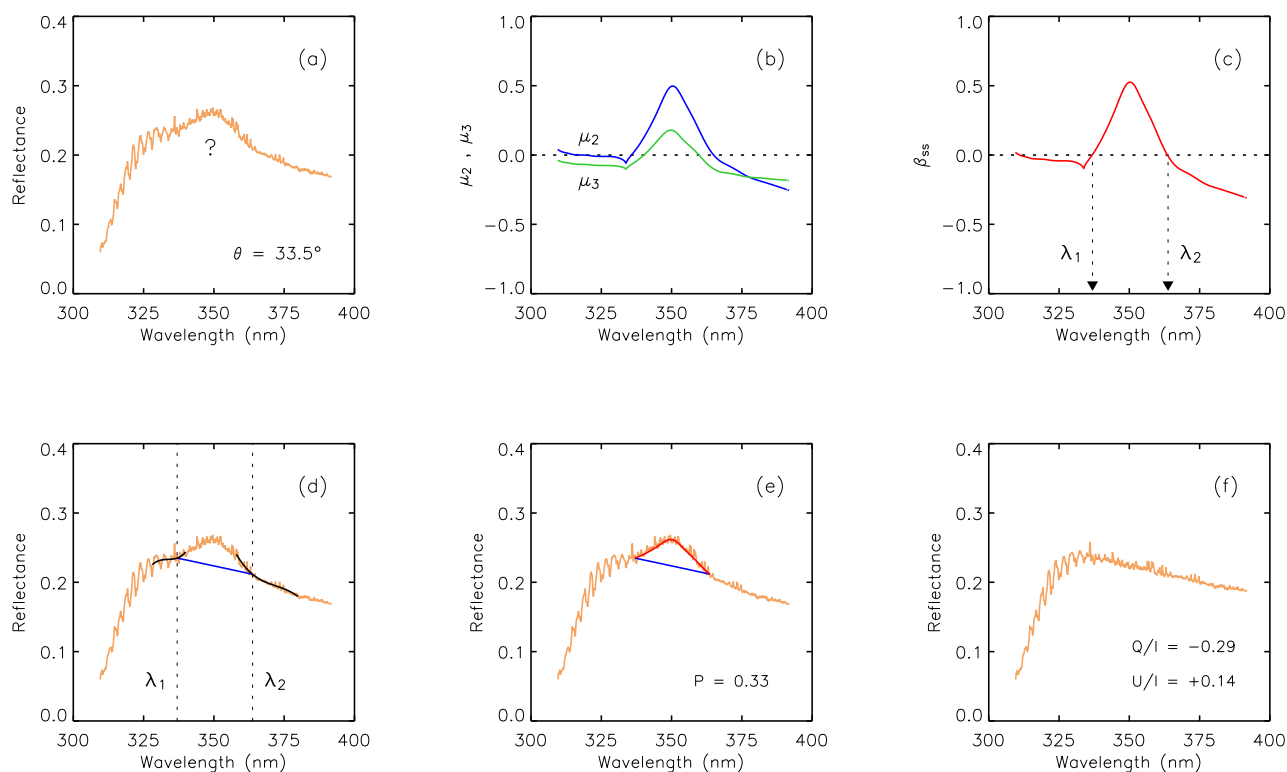 0.4
0.3
0.2
0.1
0.0
Reflectance
(a)
?
θ = 33.5°
300 325 350 375 400
Wavelength (nm)
1.0
0.5
0.0
−0.5
−1.0
μ2 , μ3
(b)
μ2
μ3
300 325 350 375 400
Wavelength (nm)
1.0
0.5
0.0
−0.5
−1.0
βss
(c)
λ1 λ2
300 325 350 375 400
Wavelength (nm)
0.4
0.3
0.2
0.1
0.0
Reflectance
(d)
λ1 λ2
300 325 350 375 400
Wavelength (nm)
0.4
0.3
0.2
0.1
0.0
Reflectance
(e)
P = 0.33
300 325 350 375 400
Wavelength (nm)
0.4
0.3
0.2
0.1
0.0
Reflectance
(f)
Q/I = −0.29
U/I = +0.14
300 325 350 375 400
Wavelength (nm)